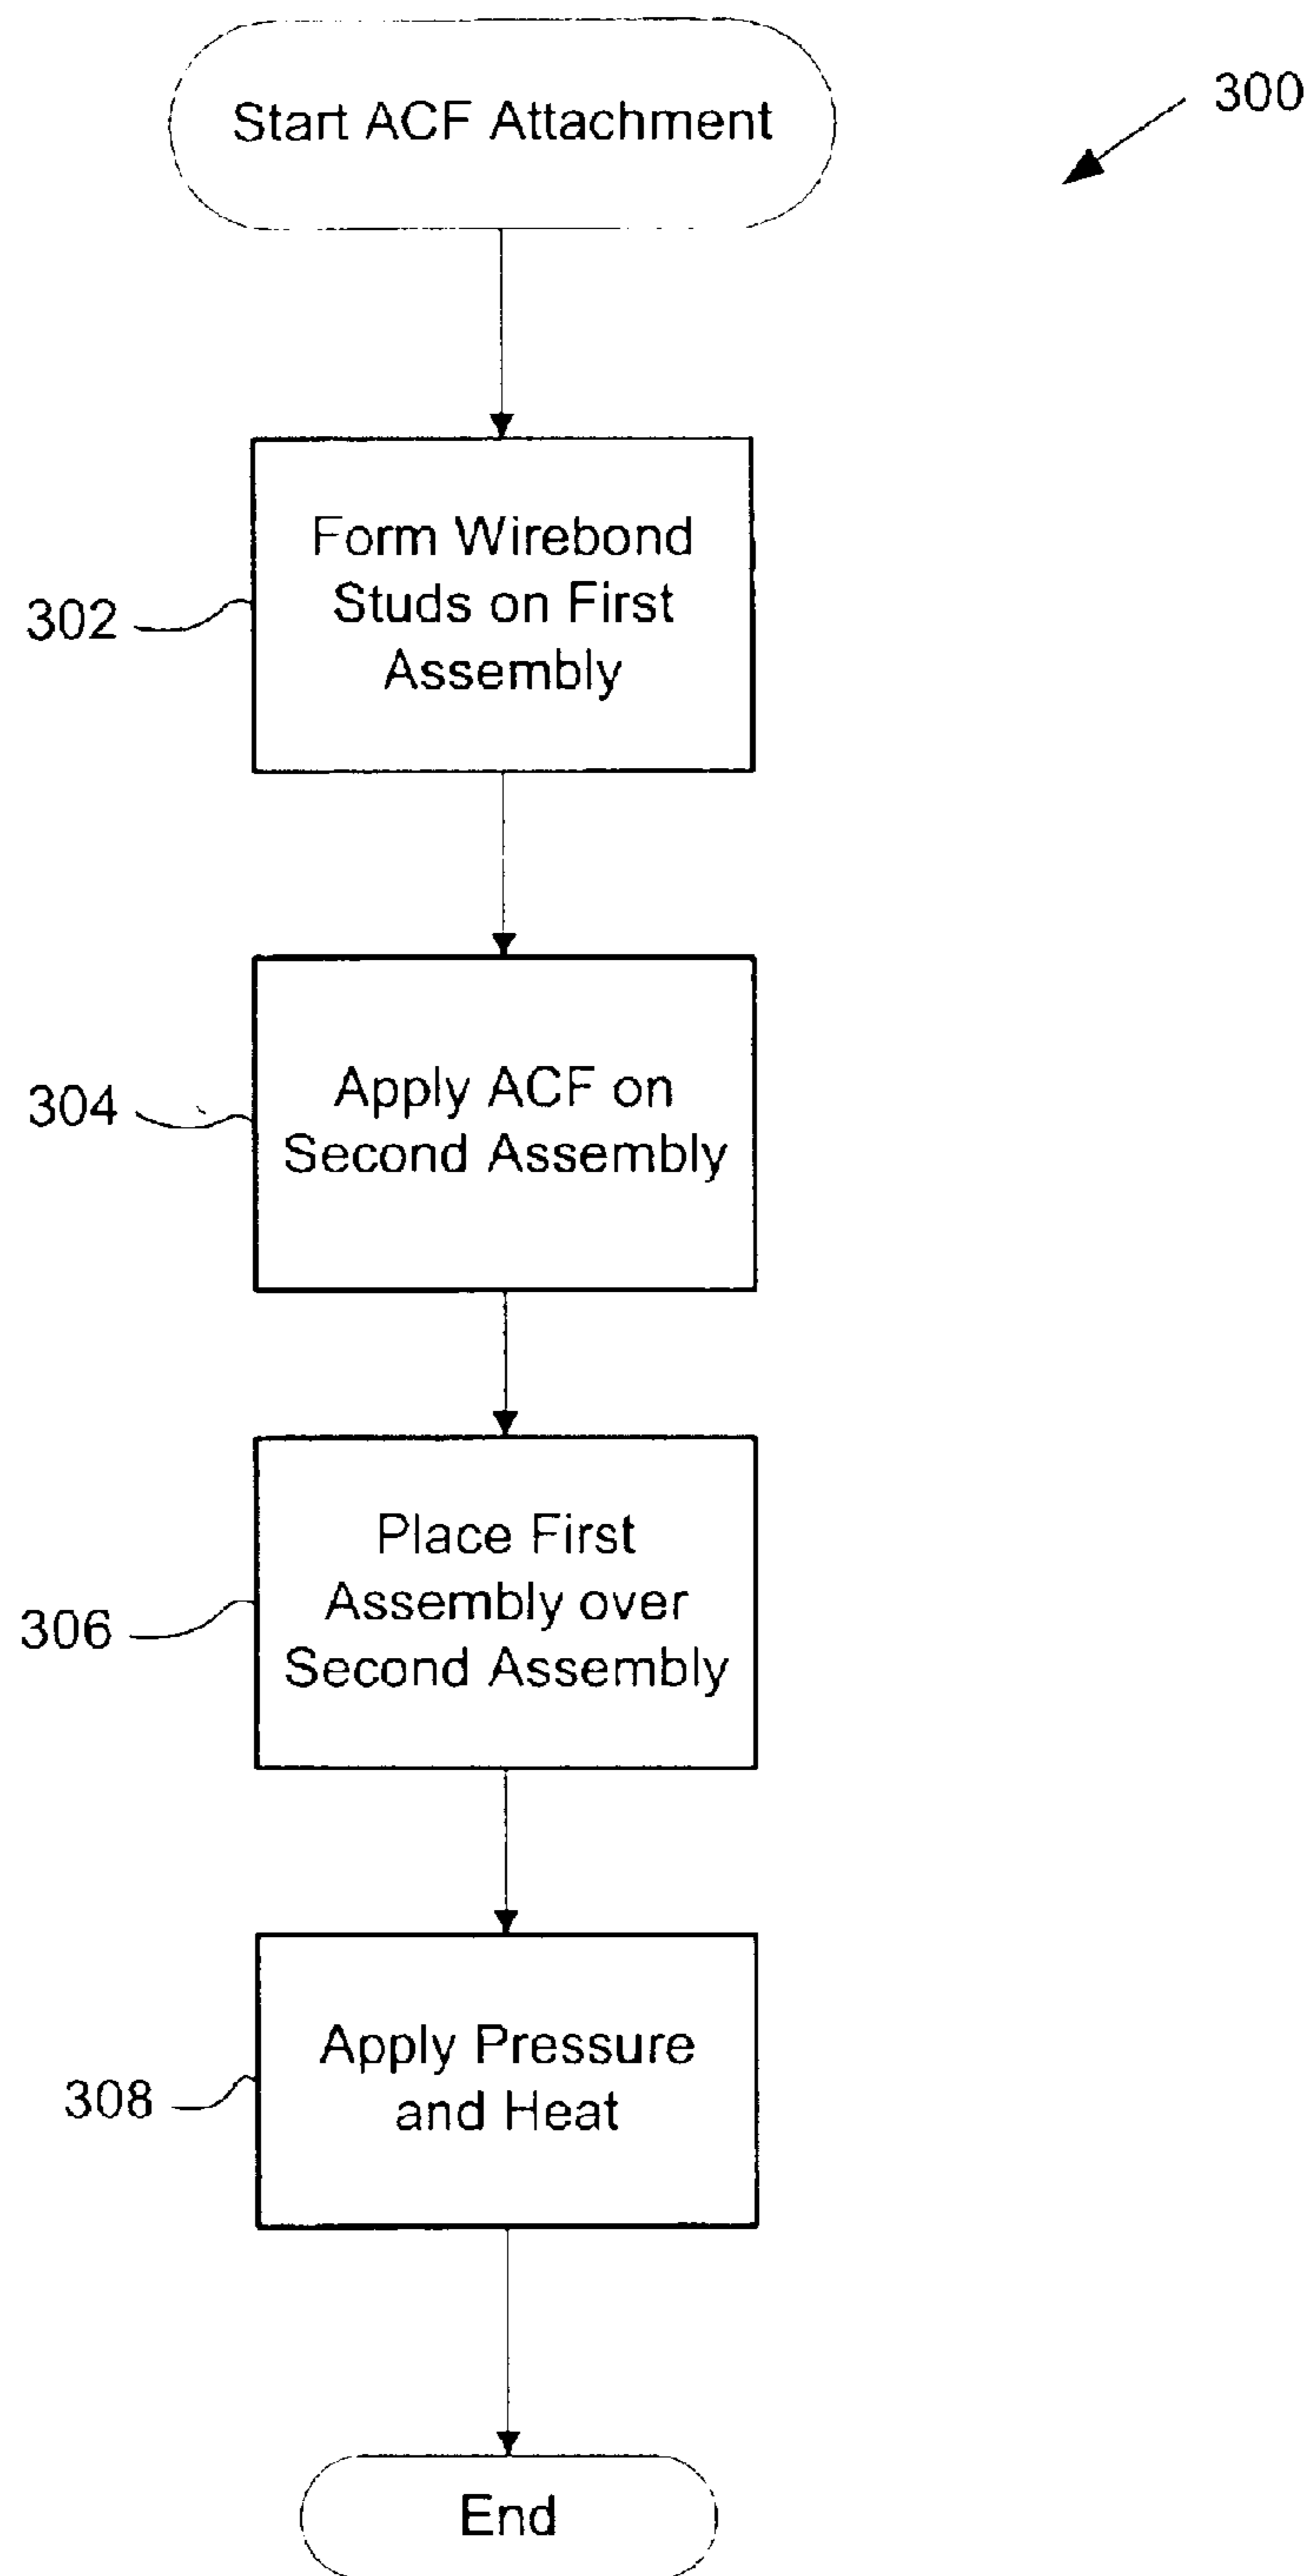 Start ACF Attachment
300
Form Wirebond
Studs on First
Assembly
302
Apply ACF on
Second Assembly
304
Place First
Assembly over
Second Assembly
306
Apply Pressure
and Heat
308
End